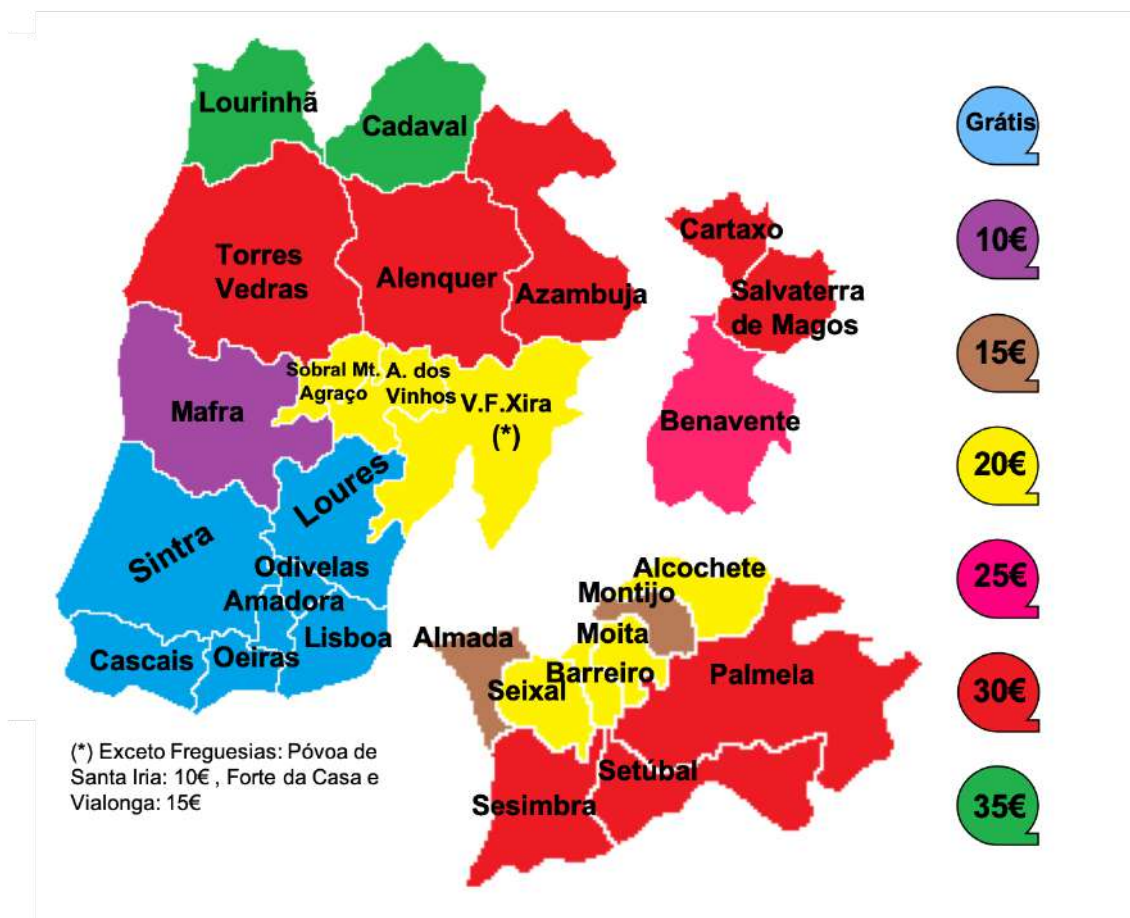 Lourinhã
Cadaval
Grátis
Cartaxo
10€
Torres
Vedras
Alenquer
Azambuja
Salvaterra
de Magos
15€
Sobral Mt.
Agraço
A. dos
Vinhos
Mafra
V.F.Xira
(*)
Benavente
20€
Loures
Sintra
Odivelas
Alcochete
Montijo
25€
Amadora
Lisboa
Almada
Moita
Cascais
Oeiras
Barreiro
Seixal
Palmela
30€
(*) Exceto Freguesias: Póvoa de
Santa Iria: 10€ , Forte da Casa e
Vialonga: 15€
Setúbal
Sesimbra
35€